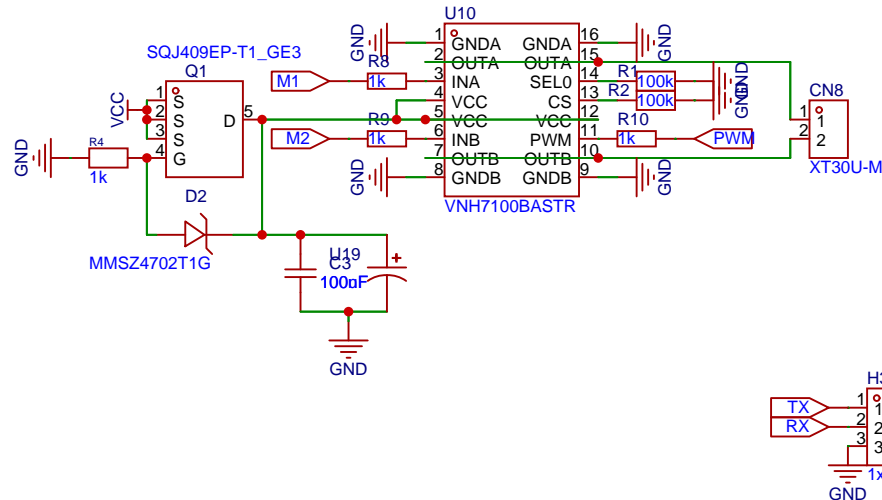 U10
SQJ409EP-T1_GE3
Q1
VCC
1 S
2 S
3 S
4 G
D 5
GND
R4
1k
D2
MMSZ4702T1G
U19
C3
100nF
GND
M1
R8
1k
M2
R9
1k
GND
GND
1 GNDA
2 OUTA
3 INA
4 VCC
5 VCC
6 INB
7 OUTB
8 GNDB
GNDA 16
OUTA 15
SEL0 14
CS 13
VCC 12
PWM 11
OUTB 10
GNDB 9
VNH7100BASTR
GND
R1
100k
GND
R2
100k
GND
R10
1k
PWM
GND
CN8
1 1
2 2
XT30U-M
H3
TX 1 1
RX 2 2
3 3
GND